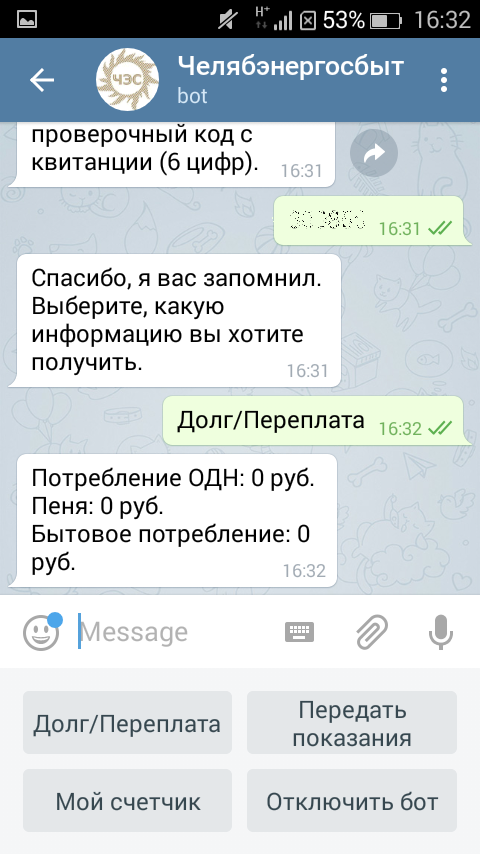 H+
53%
16:32
ЧЭС
Челябэнергосбыт
bot
проверочный код с
квитанции (6 цифр).
16:31
16:31
Спасибо, я вас запомнил.
Выберите, какую
информацию вы хотите
получить.
16:31
Долг/Переплата
16:32
Потребление ОДН: 0 руб.
Пеня: 0 руб.
Бытовое потребление: 0
руб.
16:32
Message
Долг/Переплата
Передать
показания
Мой счетчик
Отключить бот